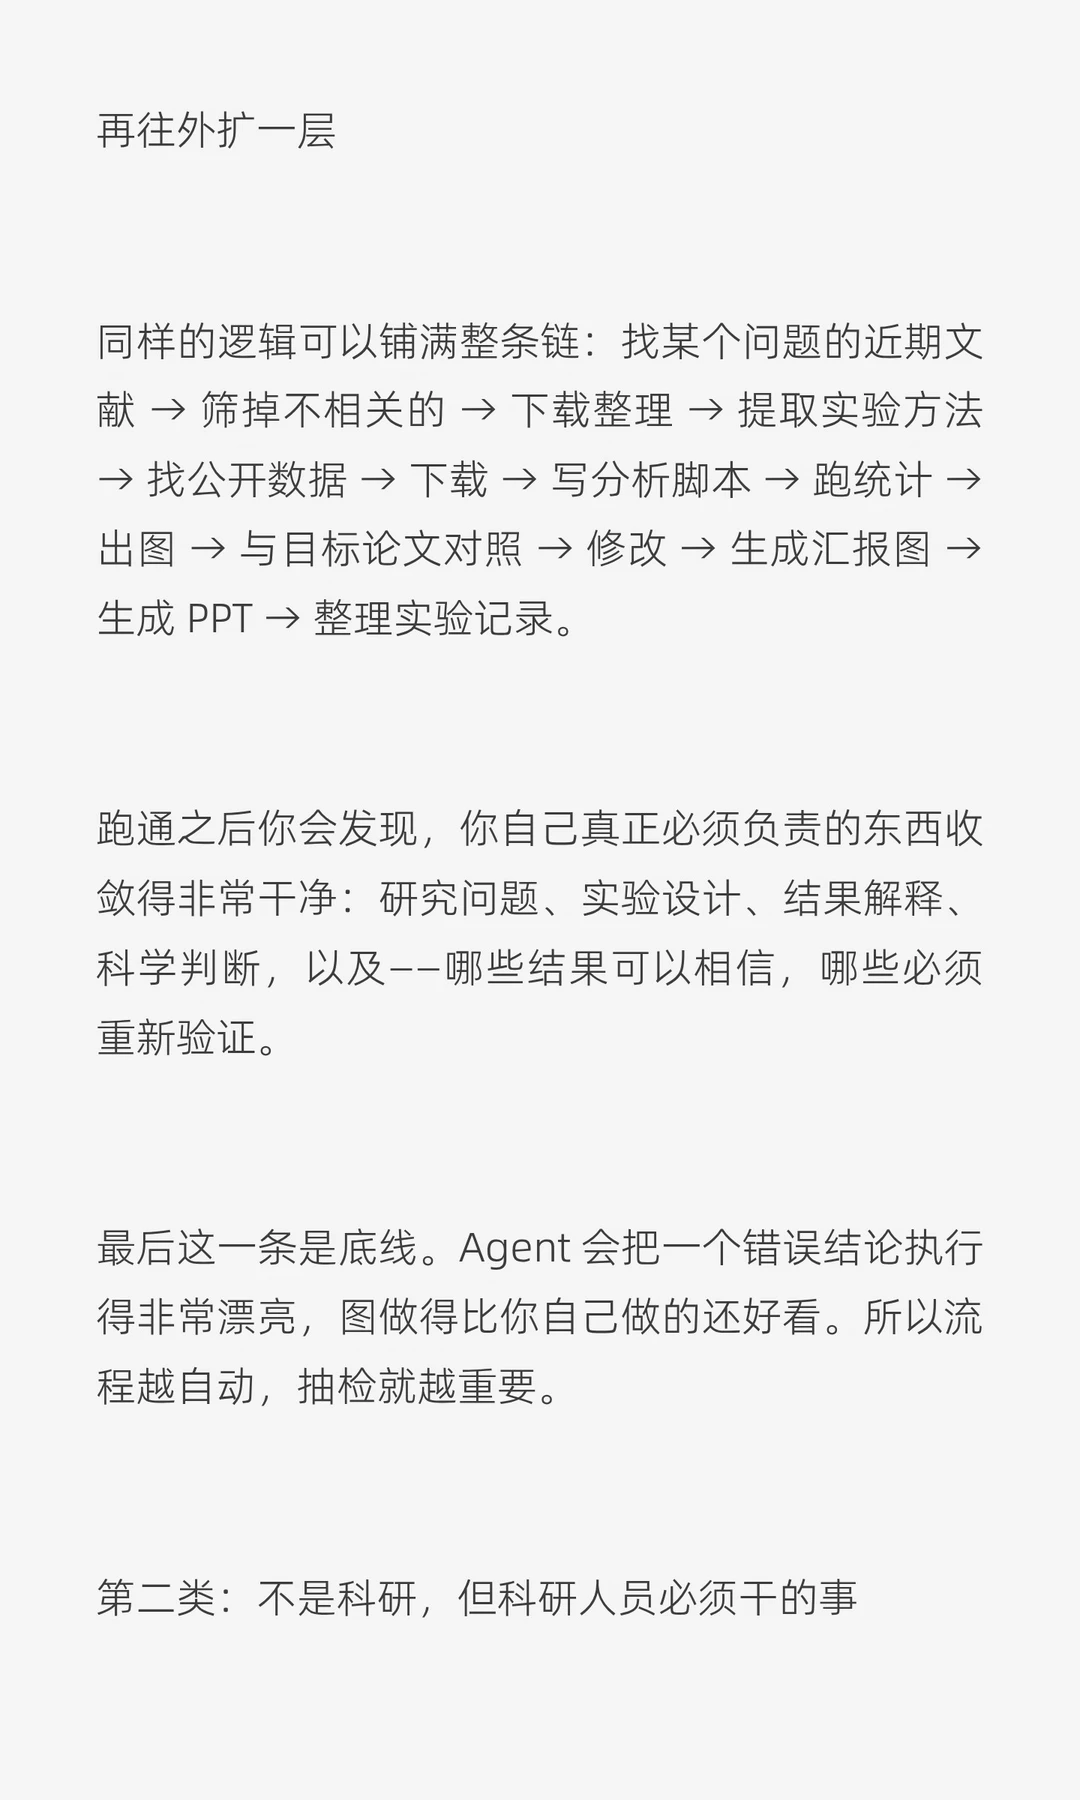 再往外扩一层
同样的逻辑可以铺满整条链：找某个问题的近期文
献 → 筛掉不相关的 → 下载整理 → 提取实验方法
→ 找公开数据 → 下载 → 写分析脚本 → 跑统计 →
出图 → 与目标论文对照 → 修改 → 生成汇报图 →
生成 PPT → 整理实验记录。
跑通之后你会发现，你自己真正必须负责的东西收
敛得非常干净：研究问题、实验设计、结果解释、
科学判断，以及——哪些结果可以相信，哪些必须
重新验证。
最后这一条是底线。Agent 会把一个错误结论执行
得非常漂亮，图做得比你自己做的还好看。所以流
程越自动，抽检就越重要。
第二类：不是科研，但科研人员必须干的事